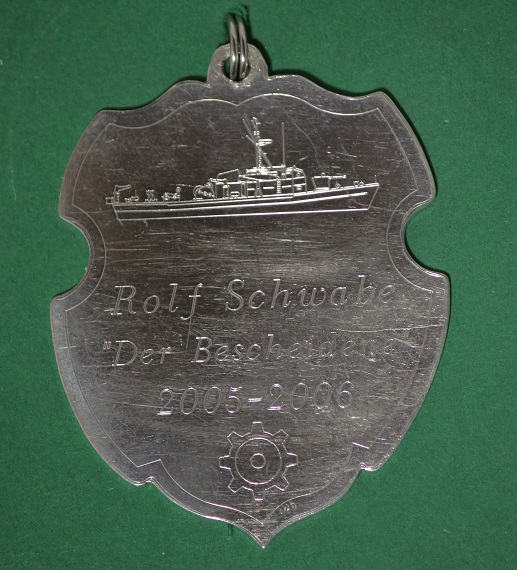 Rolf Schwabe
"Der Bescheidene"
2005-2006